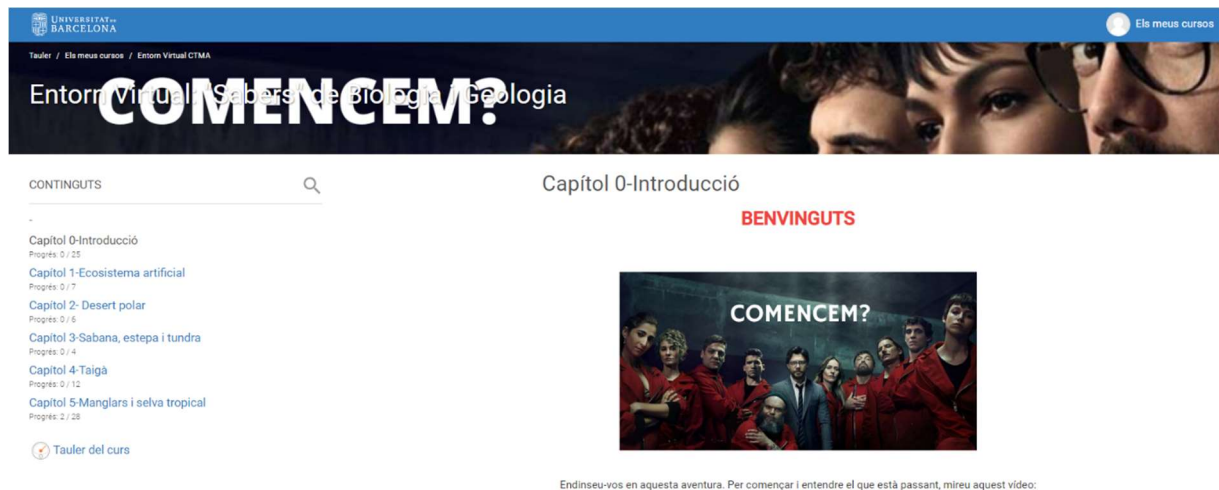 UNIVERSITAT DE
BARCELONA
Els meus cursos
Tauler / Els meus cursos / Entorn Virtual CTMA
COMENCEM?
Entorn Virtual: "Sabers" de Biologia i Geologia
CONTINGUTS
-
Capítol 0-Introducció
Progrés: 0 / 25
Capítol 1-Ecosistema artificial
Progrés: 0 / 7
Capítol 2- Desert polar
Progrés: 0 / 6
Capítol 3-Sabana, estepa i tundra
Progrés: 0 / 4
Capítol 4-Taigà
Progrés: 0 / 12
Capítol 5-Manglars i selva tropical
Progrés: 2 / 28
Tauler del curs
Capítol 0-Introducció
BENVINGUTS
COMENCEM?
Endinseu-vos en aquesta aventura. Per començar i entendre el que està passant, mireu aquest vídeo: